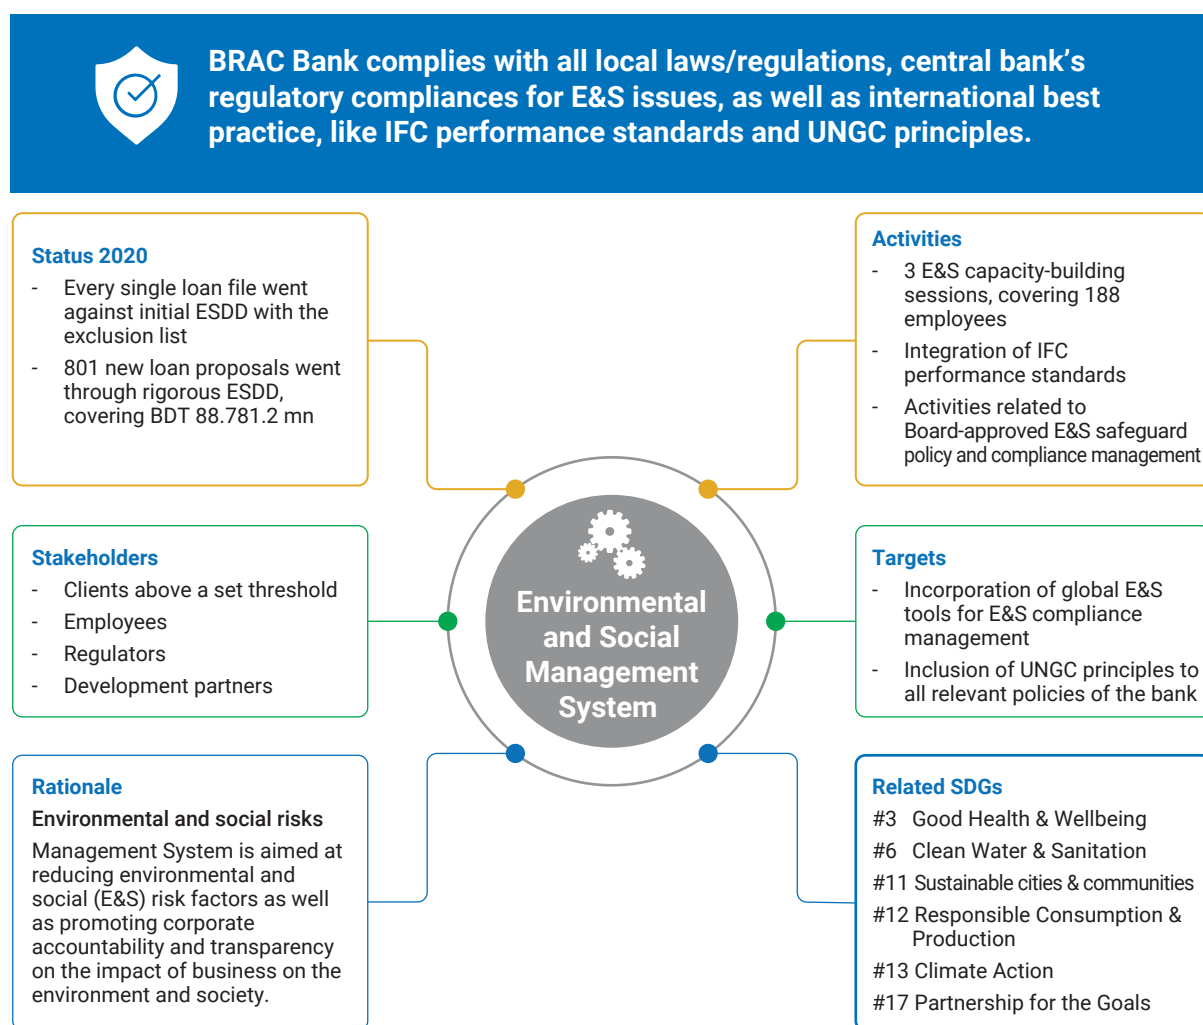 BRAC Bank complies with all local laws/regulations, central bank's
regulatory compliances for E&S issues, as well as international best
practice, like IFC performance standards and UNGC principles.
Status 2020
- Every single loan file went
against initial ESDD with the
exclusion list
- 801 new loan proposals went
through rigorous ESDD,
covering BDT 88.781.2 mn
Activities
- 3 E&S capacity-building
sessions, covering 188
employees
- Integration of IFC
performance standards
- Activities related to
Board-approved E&S safeguard
policy and compliance management
Stakeholders
- Clients above a set threshold
- Employees
- Regulators
- Development partners
Environmental
and Social
Management
System
Targets
- Incorporation of global E&S
tools for E&S compliance
management
- Inclusion of UNGC principles to
all relevant policies of the bank
Rationale
Environmental and social risks
Management System is aimed at
reducing environmental and
social (E&S) risk factors as well
as promoting corporate
accountability and transparency
on the impact of business on the
environment and society.
Related SDGs
#3 Good Health & Wellbeing
#6 Clean Water & Sanitation
#11 Sustainable cities & communities
#12 Responsible Consumption &
Production
#13 Climate Action
#17 Partnership for the Goals